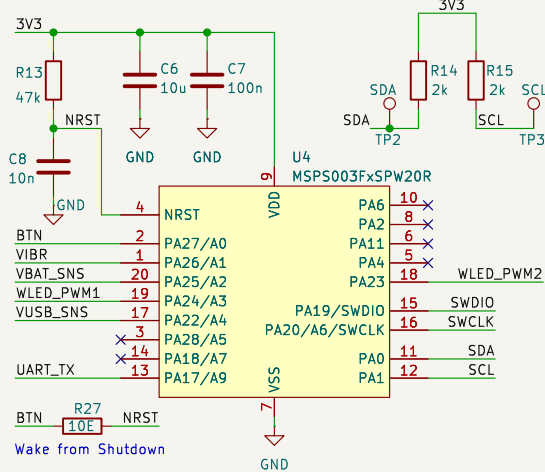 3V3
3V3
R13
47k
C6
10u
C7
100n
R14
2k
R15
2k
SDA
SCL
NRST
SDA
TP2
SCL
TP3
C8
10n
GND
GND
GND
U4
MSPS003FxSPW20R
9
VDD
4
NRST
10
PA6
8
PA2
BTN
2
PA27/A0
6
PA11
VIBR
1
PA26/A1
5
PA4
VBAT_SNS
20
PA25/A2
18
PA23
WLED_PWM2
WLED_PWM1
19
PA24/A3
15
PA19/SWDIO
SWDIO
VUSB_SNS
17
PA22/A4
16
PA20/A6/SWCLK
SWCLK
3
PA28/A5
14
PA18/A7
11
PA0
SDA
UART_TX
13
PA17/A9
12
PA1
SCL
VSS
7
GND
BTN
R27
10E
NRST
Wake from Shutdown